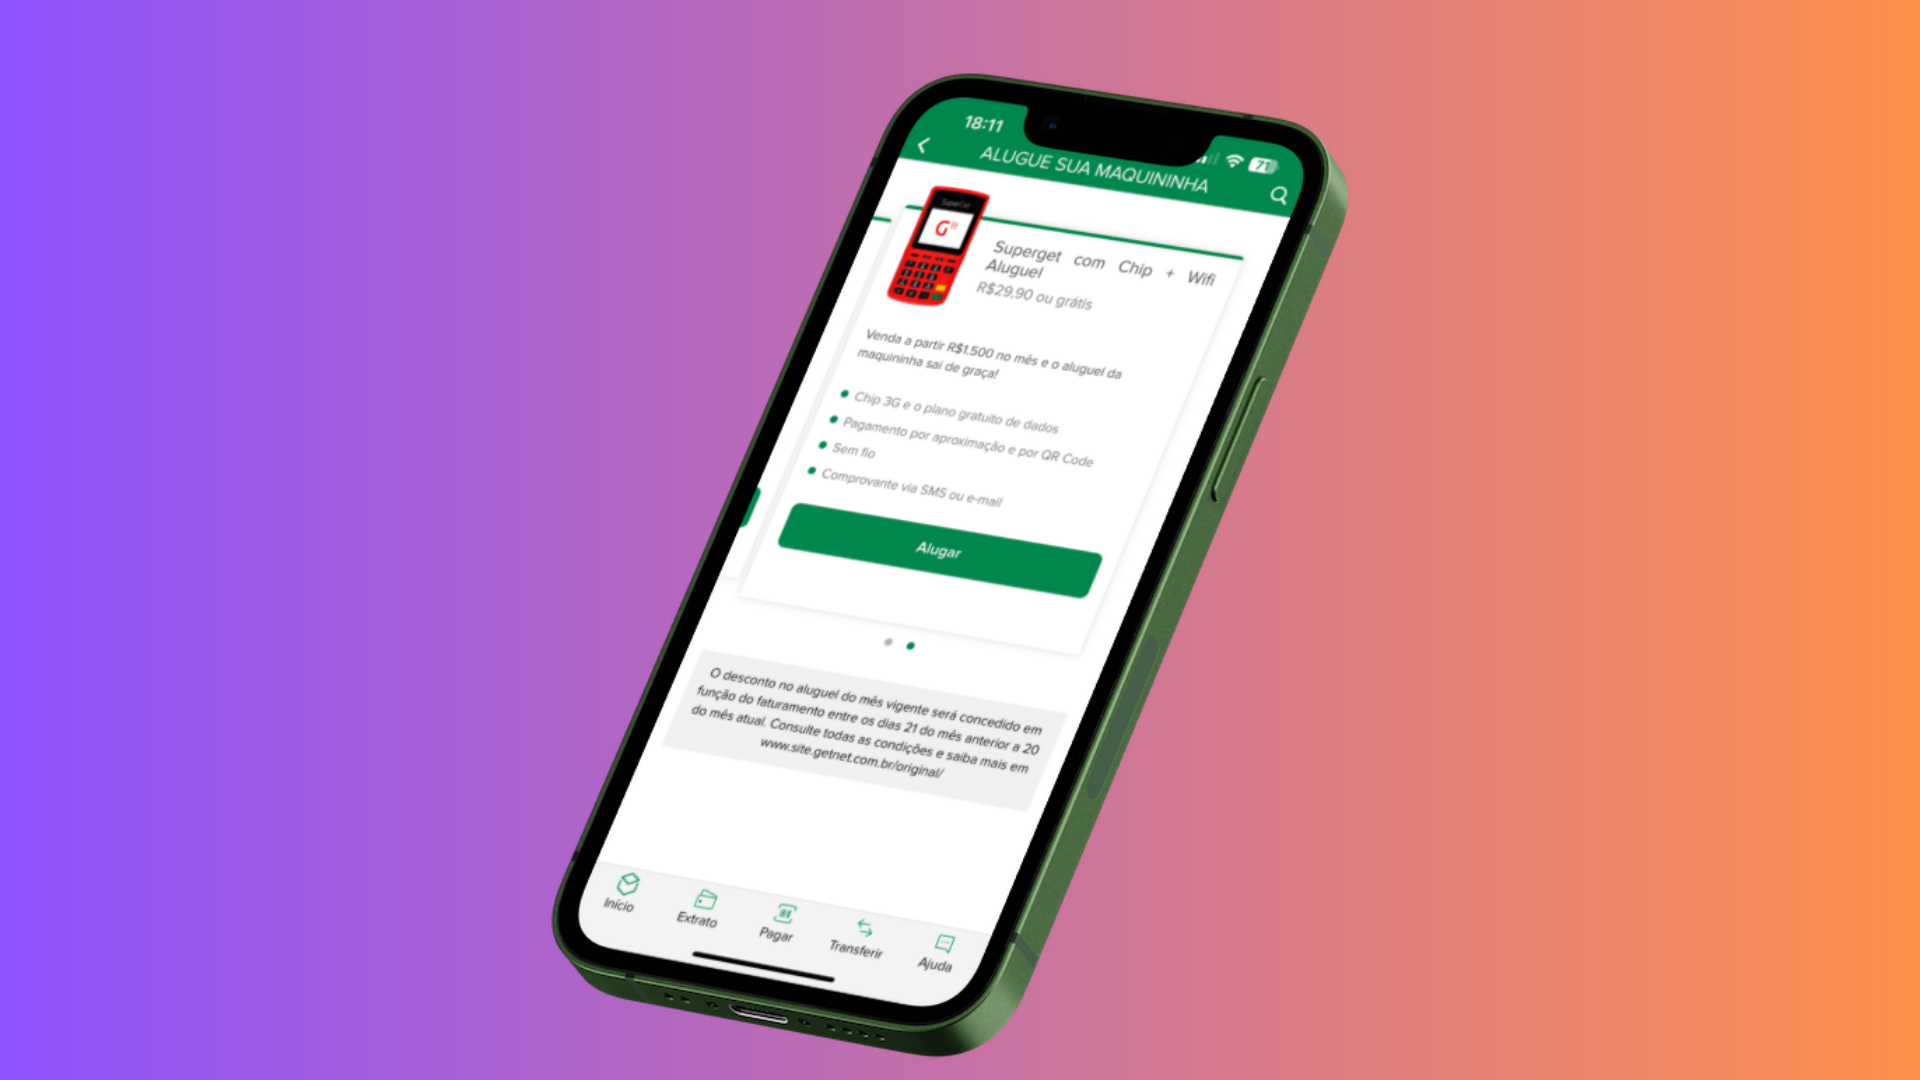 18:11
71
ALUGUE SUA MAQUININHA
SuperGet
G
Superget com Chip + Wifi
Aluguel
R$29,90 ou grátis
Venda a partir R$1.500 no mês e o aluguel da
maquininha sai de graça!
Chip 3G e o plano gratuito de dados
Pagamento por aproximação e por QR Code
Sem fio
Comprovante via SMS ou e-mail
Alugar
O desconto no aluguel do mês vigente será concedido em
função do faturamento entre os dias 21 do mês anterior a 20
do mês atual. Consulte todas as condições e saiba mais em
www.site.getnet.com.br/original/
Início
Extrato
Pagar
Transferir
Ajuda